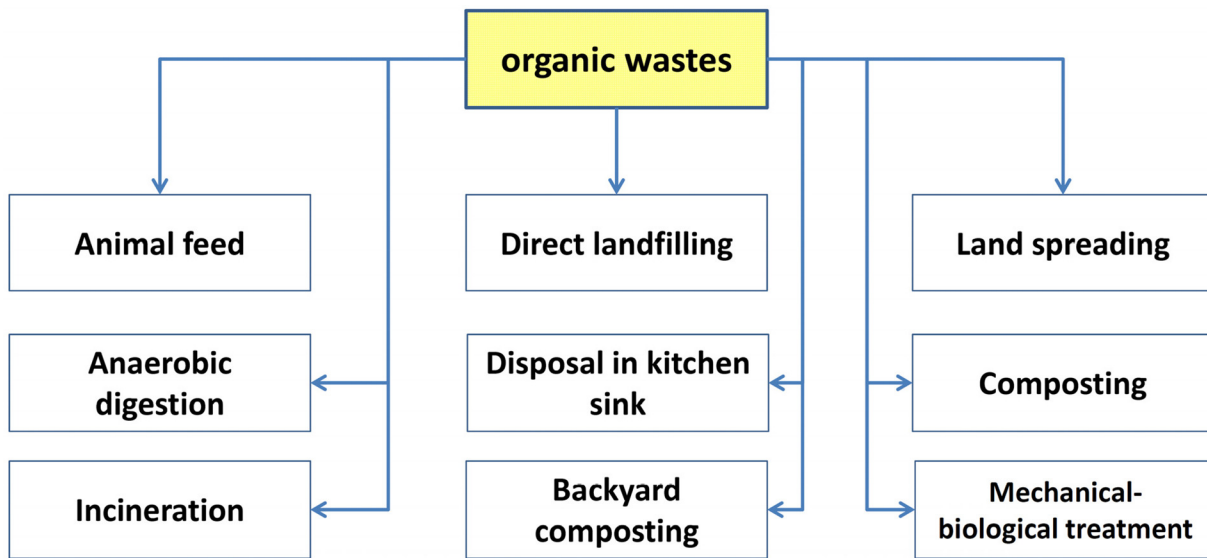 organic wastes
Animal feed
Direct landfilling
Land spreading
Anaerobic
digestion
Disposal in kitchen
sink
Composting
Incineration
Backyard
composting
Mechanical-
biological treatment